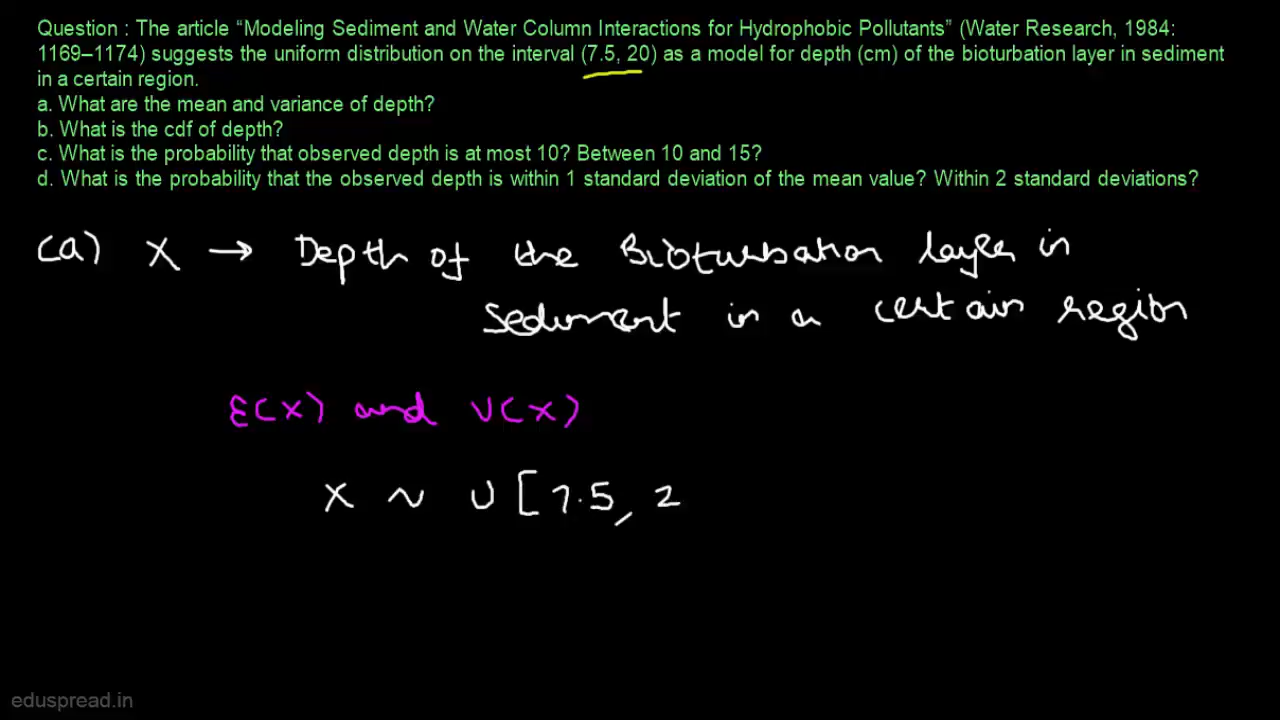 Question : The article “Modeling Sediment and Water Column Interactions for Hydrophobic Pollutants” (Water Research, 1984:
1169–1174) suggests the uniform distribution on the interval (7.5, 20) as a model for depth (cm) of the bioturbation layer in sediment
in a certain region.
a. What are the mean and variance of depth?
b. What is the cdf of depth?
c. What is the probability that observed depth is at most 10? Between 10 and 15?
d. What is the probability that the observed depth is within 1 standard deviation of the mean value? Within 2 standard deviations?
(a) X → Depth of the Bioturbation layer in
Sediment in a certain region
E(X) and V(X)
X ~ U [7.5, 2
eduspread.in